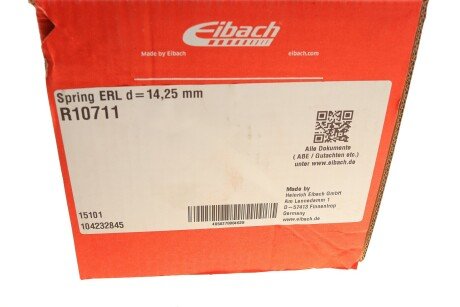 Eibach
Made by Eibach
eibach.com
Spring ERL d=14,25 mm
R10711
Alle Dokumente
( ABE / Gutachten etc.)
unter www.eibach.de
Made by
Heinrich Eibach GmbH
Am Lennedamm 1
D-57413 Finnentrop
Germany
www.eibach.de
15101
104232845